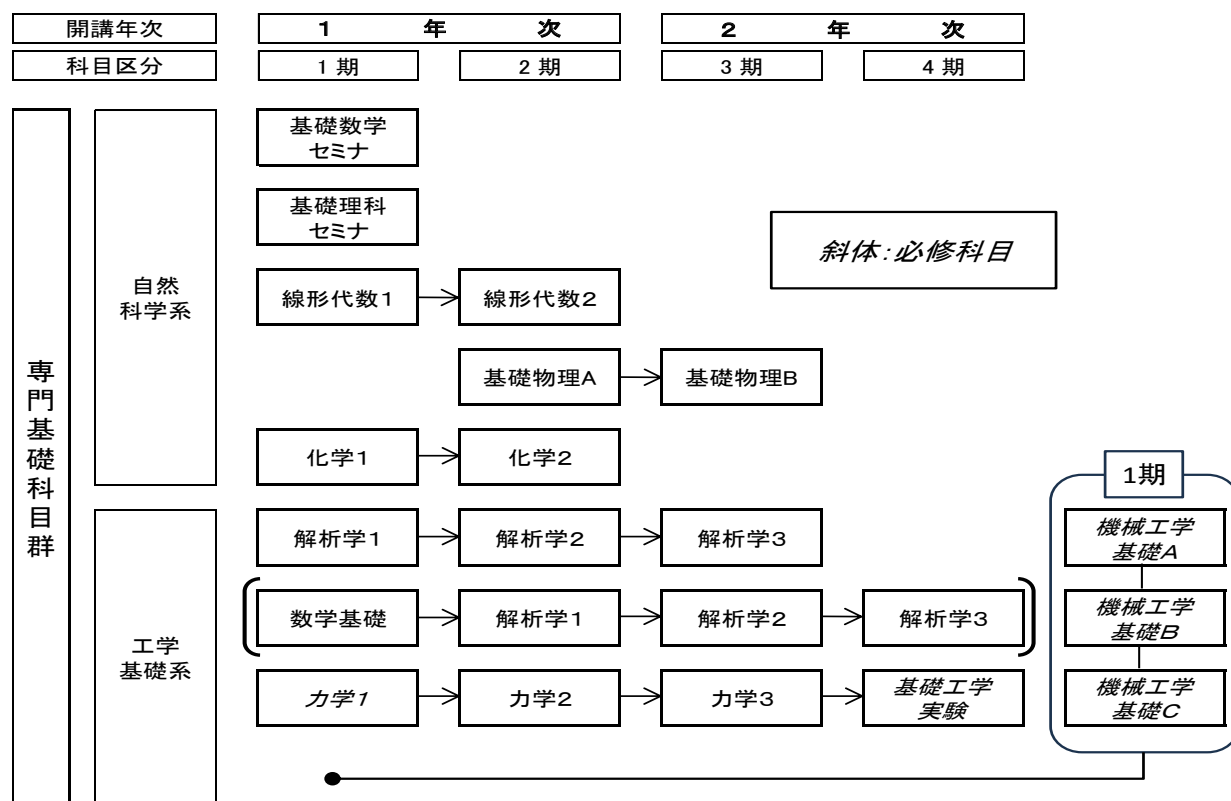 開講年次
1 年 次
2 年 次
科目区分
1期
2期
3期
4期
専門基礎科目群
自然
科学系
基礎数学
セミナ
基礎理科
セミナ
斜体:必修科目
線形代数1
線形代数2
基礎物理A
基礎物理B
化学1
化学2
1期
工学
基礎系
解析学1
解析学2
解析学3
機械工学
基礎A
数学基礎
解析学1
解析学2
解析学3
機械工学
基礎B
力学1
力学2
力学3
基礎工学
実験
機械工学
基礎C